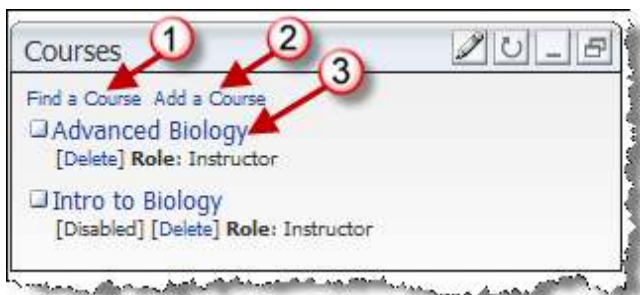 Courses
1
2
3
Find a Course Add a Course
Advanced Biology
[Delete] Role: Instructor
Intro to Biology
[Disabled] [Delete] Role: Instructor